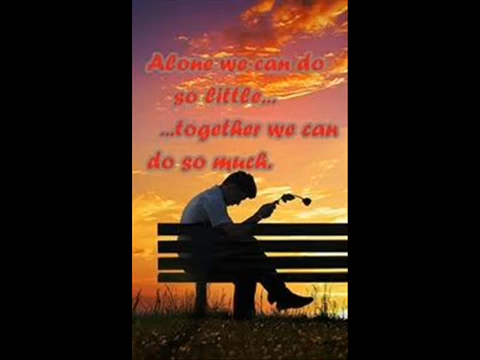 Alone we can do
so little...
...together we can
do so much.